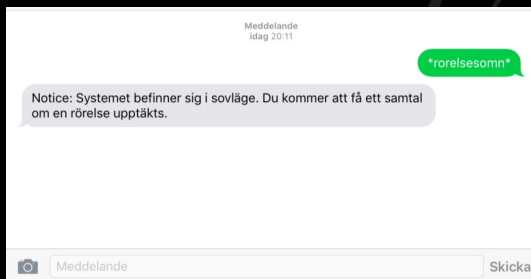 Meddelande
idag 20:11
*rorelsesomn*
Notice: Systemet befinner sig i sovläge. Du kommer att få ett samtal
om en rörelse upptäkts.
Meddelande
Skicka